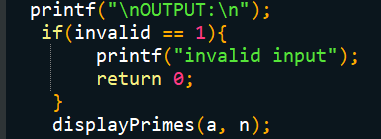 printf("\nOUTPUT:\n");
if(invalid == 1){
printf("invalid input");
return 0;
}
displayPrimes(a, n);